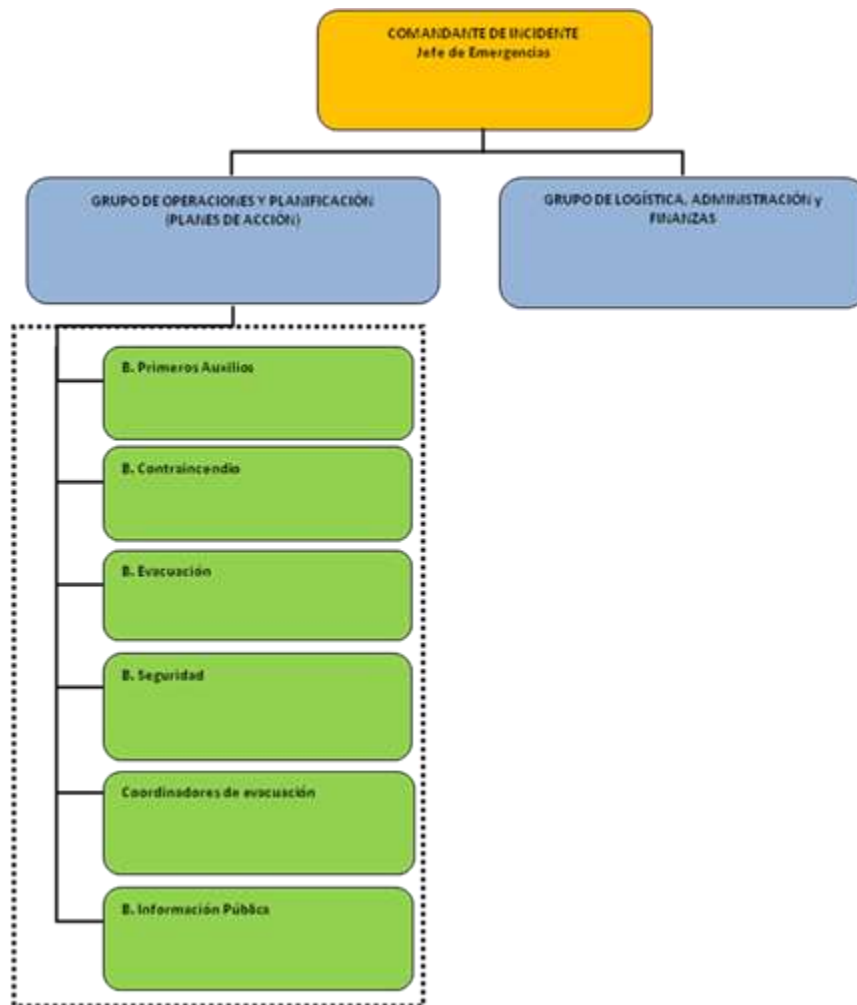 COMANDANTE DE INCIDENTE
Jefe de Emergencias
GRUPO DE OPERACIONES Y PLANIFICACIÓN
(PLANES DE ACCIÓN)
GRUPO DE LOGÍSTICA, ADMINISTRACIÓN y
FINANZAS
B. Primeros Auxilios
B. Contraincendio
B. Evacuación
B. Seguridad
Coordinadores de evacuación
B. Información Pública